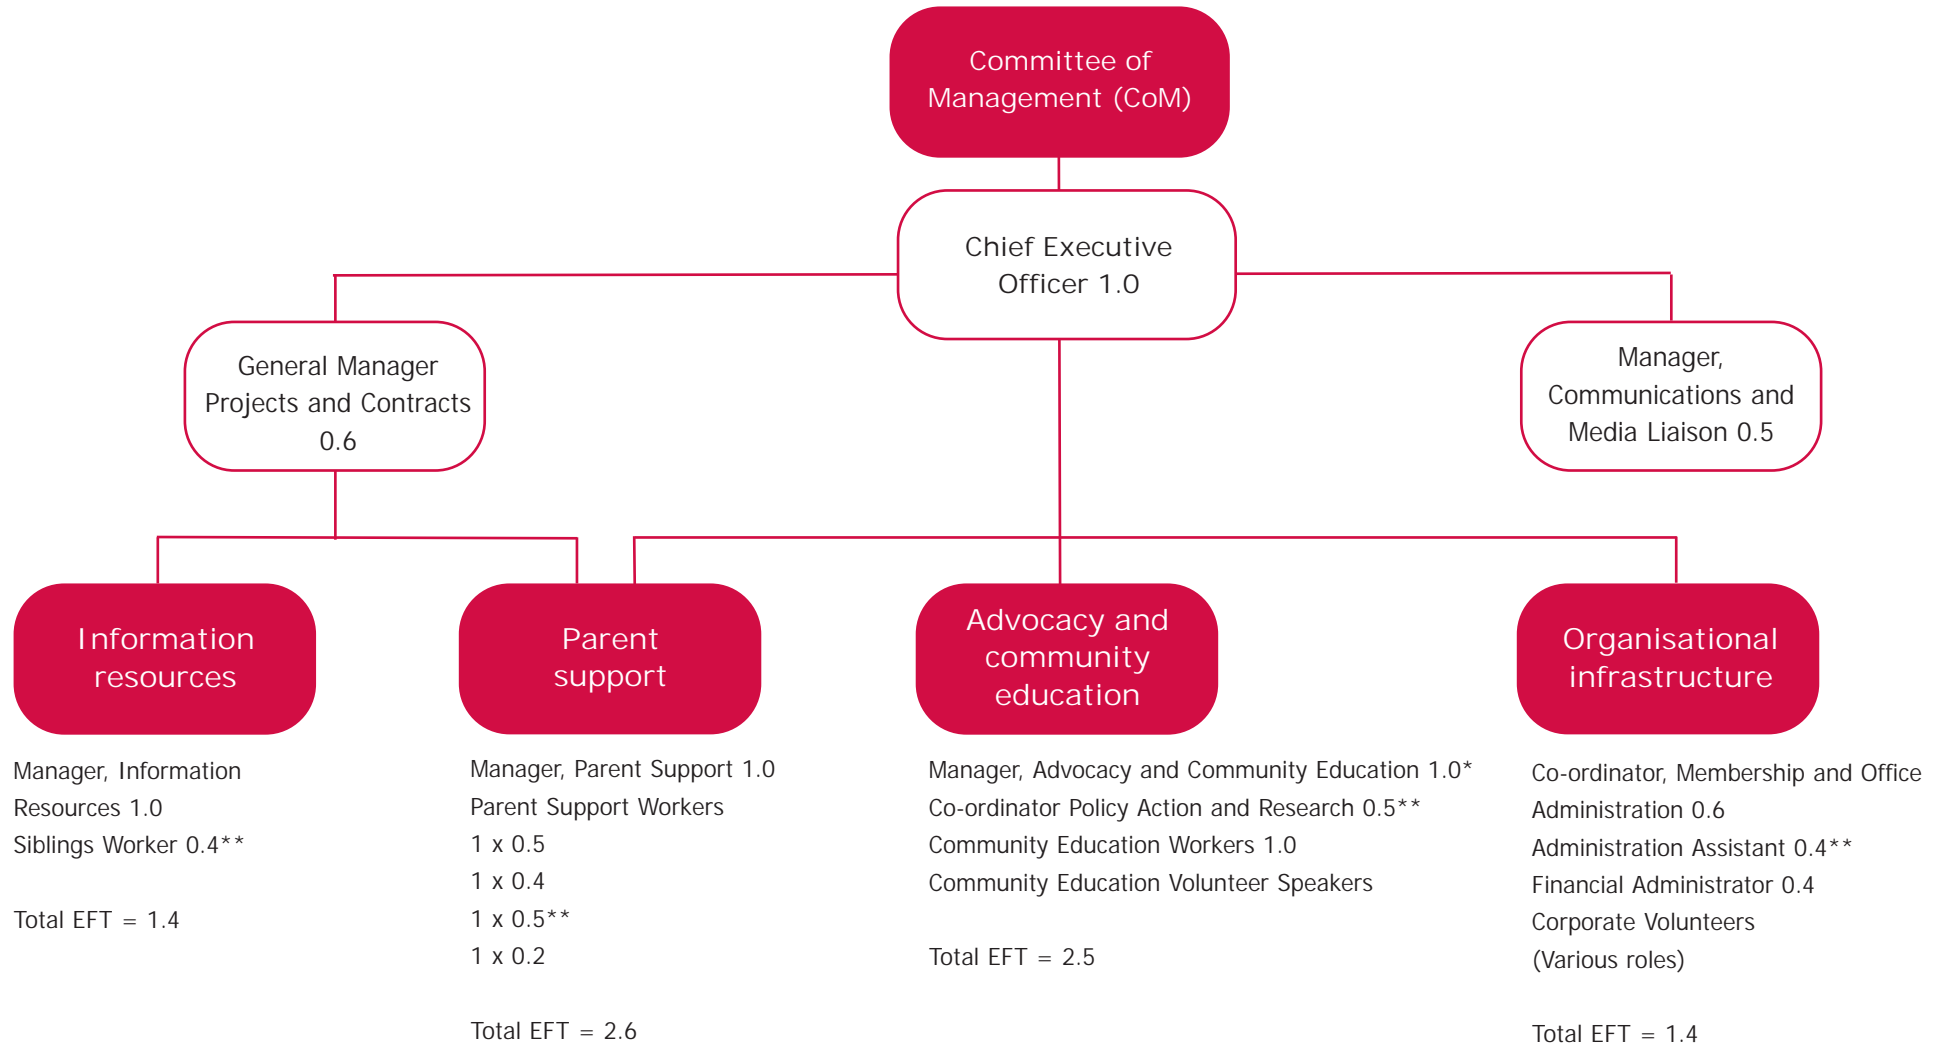 Committee of
Management (CoM)
Chief Executive
Officer 1.0
General Manager
Projects and Contracts
0.6
Manager,
Communications and
Media Liaison 0.5
Information
resources
Manager, Information
Resources 1.0
Siblings Worker 0.4**
Total EFT = 1.4
Parent
support
Manager, Parent Support 1.0
Parent Support Workers
1 x 0.5
1 x 0.4
1 x 0.5**
1 x 0.2
Total EFT = 2.6
Advocacy and
community
education
Manager, Advocacy and Community Education 1.0*
Co-ordinator Policy Action and Research 0.5**
Community Education Workers 1.0
Community Education Volunteer Speakers
Total EFT = 2.5
Organisational
infrastructure
Co-ordinator, Membership and Office
Administration 0.6
Administration Assistant 0.4**
Financial Administrator 0.4
Corporate Volunteers
(Various roles)
Total EFT = 1.4